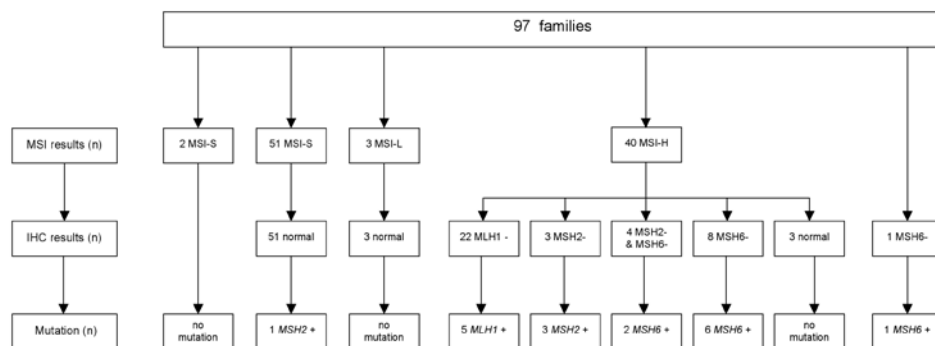 97 families
MSI results (n)
2 MSI-S
51 MSI-S
3 MSI-L
40 MSI-H
IHC results (n)
51 normal
3 normal
22 MLH1 -
3 MSH2-
4 MSH2-
& MSH6-
8 MSH6-
3 normal
1 MSH6-
Mutation (n)
no
mutation
1 MSH2 +
no
mutation
5 MLH1 +
3 MSH2 +
2 MSH6 +
6 MSH6 +
no
mutation
1 MSH6 +